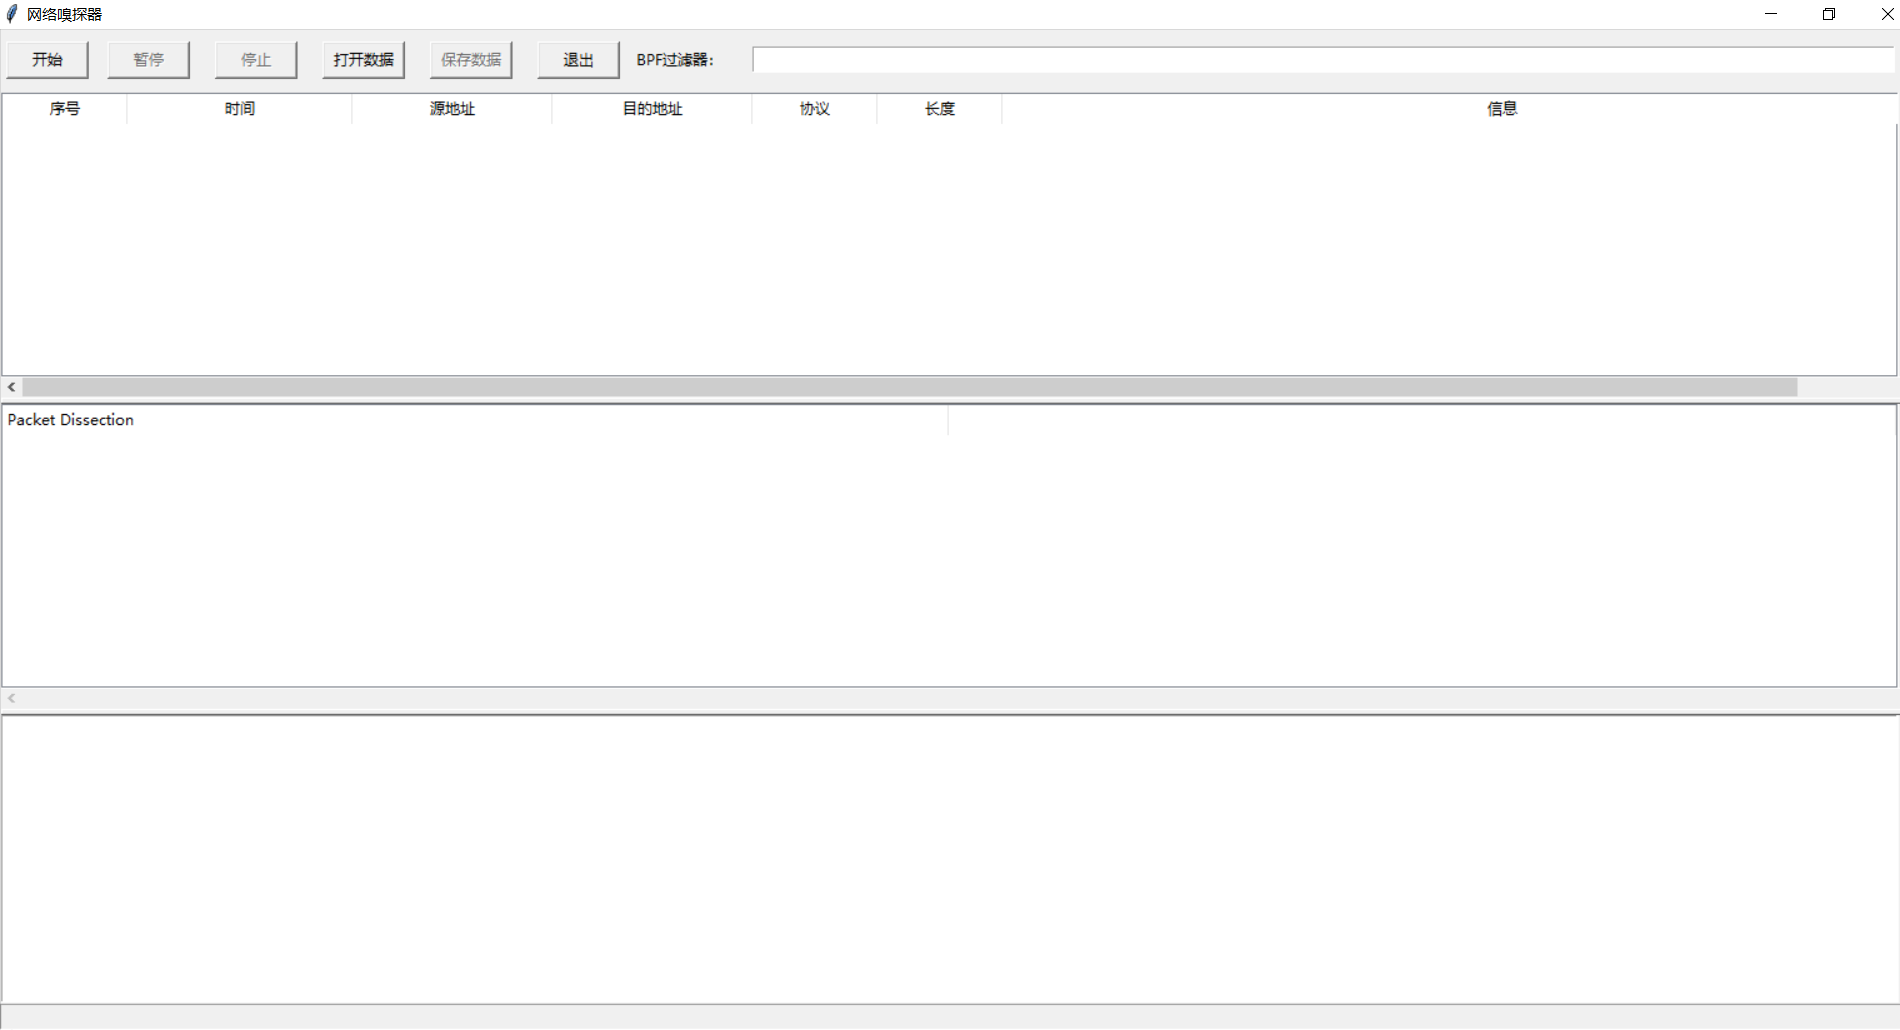 网络嗅探器
开始 暂停 停止 打开数据 保存数据 退出 BPF过滤器：
序号 时间 源地址 目的地址 协议 长度 信息
Packet Dissection